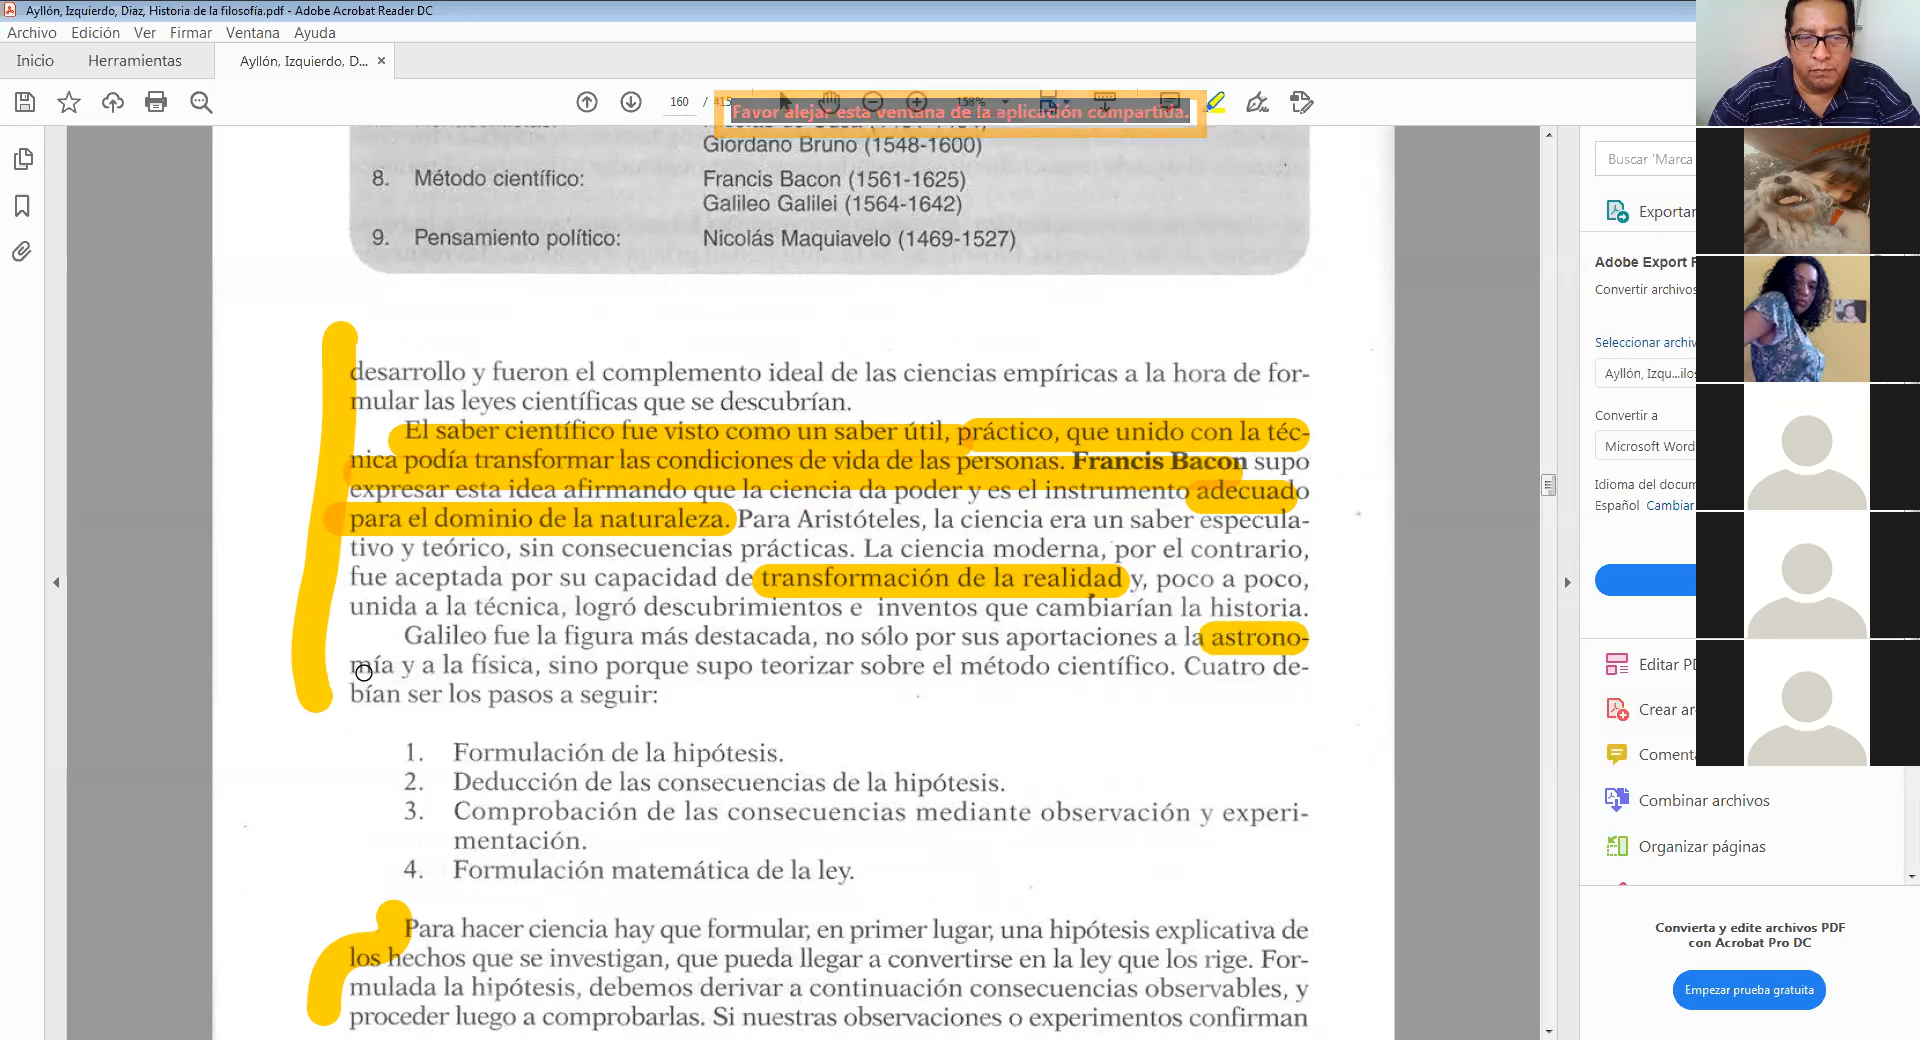 Ayllón, Izquierdo, Diaz, Historia de la filosofía.pdf - Adobe Acrobat Reader DC
Archivo Edición Ver Firmar Ventana Ayuda
Inicio Herramientas Ayllón, Izquierdo, D... ×
160 / 415 158%
Favor alejar esta ventana de la aplicación compartida.
Giordano Bruno (1548-1600)
8. Método científico: Francis Bacon (1561-1625)
Galileo Galilei (1564-1642)
9. Pensamiento político: Nicolás Maquiavelo (1469-1527)
desarrollo y fueron el complemento ideal de las ciencias empíricas a la hora de for-
mular las leyes científicas que se descubrían.
El saber científico fue visto como un saber útil, práctico, que unido con la téc-
nica podía transformar las condiciones de vida de las personas. Francis Bacon supo
expresar esta idea afirmando que la ciencia da poder y es el instrumento adecuado
para el dominio de la naturaleza. Para Aristóteles, la ciencia era un saber especula-
tivo y teórico, sin consecuencias prácticas. La ciencia moderna, por el contrario,
fue aceptada por su capacidad de transformación de la realidad y, poco a poco,
unida a la técnica, logró descubrimientos e inventos que cambiarían la historia.
Galileo fue la figura más destacada, no sólo por sus aportaciones a la astrono-
mía y a la física, sino porque supo teorizar sobre el método científico. Cuatro de-
bían ser los pasos a seguir:
1. Formulación de la hipótesis.
2. Deducción de las consecuencias de la hipótesis.
3. Comprobación de las consecuencias mediante observación y experi-
mentación.
4. Formulación matemática de la ley.
Para hacer ciencia hay que formular, en primer lugar, una hipótesis explicativa de
los hechos que se investigan, que pueda llegar a convertirse en la ley que los rige. For-
mulada la hipótesis, debemos derivar a continuación consecuencias observables, y
proceder luego a comprobarlas. Si nuestras observaciones o experimentos confirman
Buscar 'Marca
Exportar
Adobe Export
Convertir archivos
Seleccionar archiv
Ayllón, Izqu...ilos
Convertir a
Microsoft Word
Idioma del docum
Español Cambiar
Editar PD
Crear ar
Comenta
Combinar archivos
Organizar páginas
Convierta y edite archivos PDF
con Acrobat Pro DC
Empezar prueba gratuita